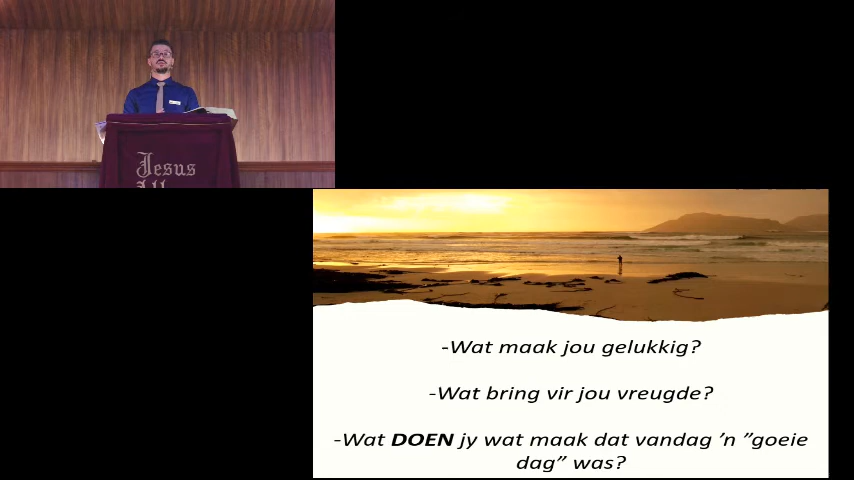 Jesus
-Wat maak jou gelukkig?
-Wat bring vir jou vreugde?
-Wat DOEN jy wat maak dat vandag ’n ”goeie
dag” was?